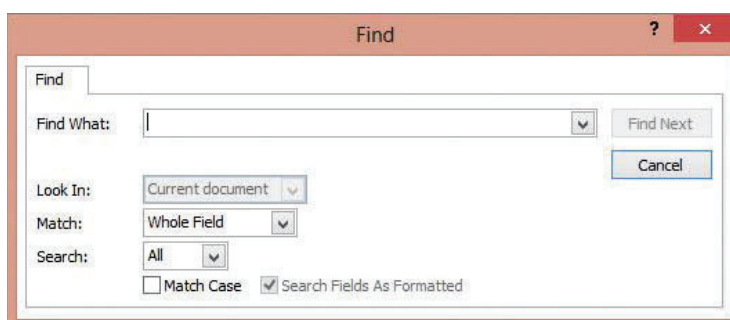 Find ? ×
Find
Find What: Find Next
Cancel
Look In: Current document
Match: Whole Field
Search: All
Match Case Search Fields As Formatted